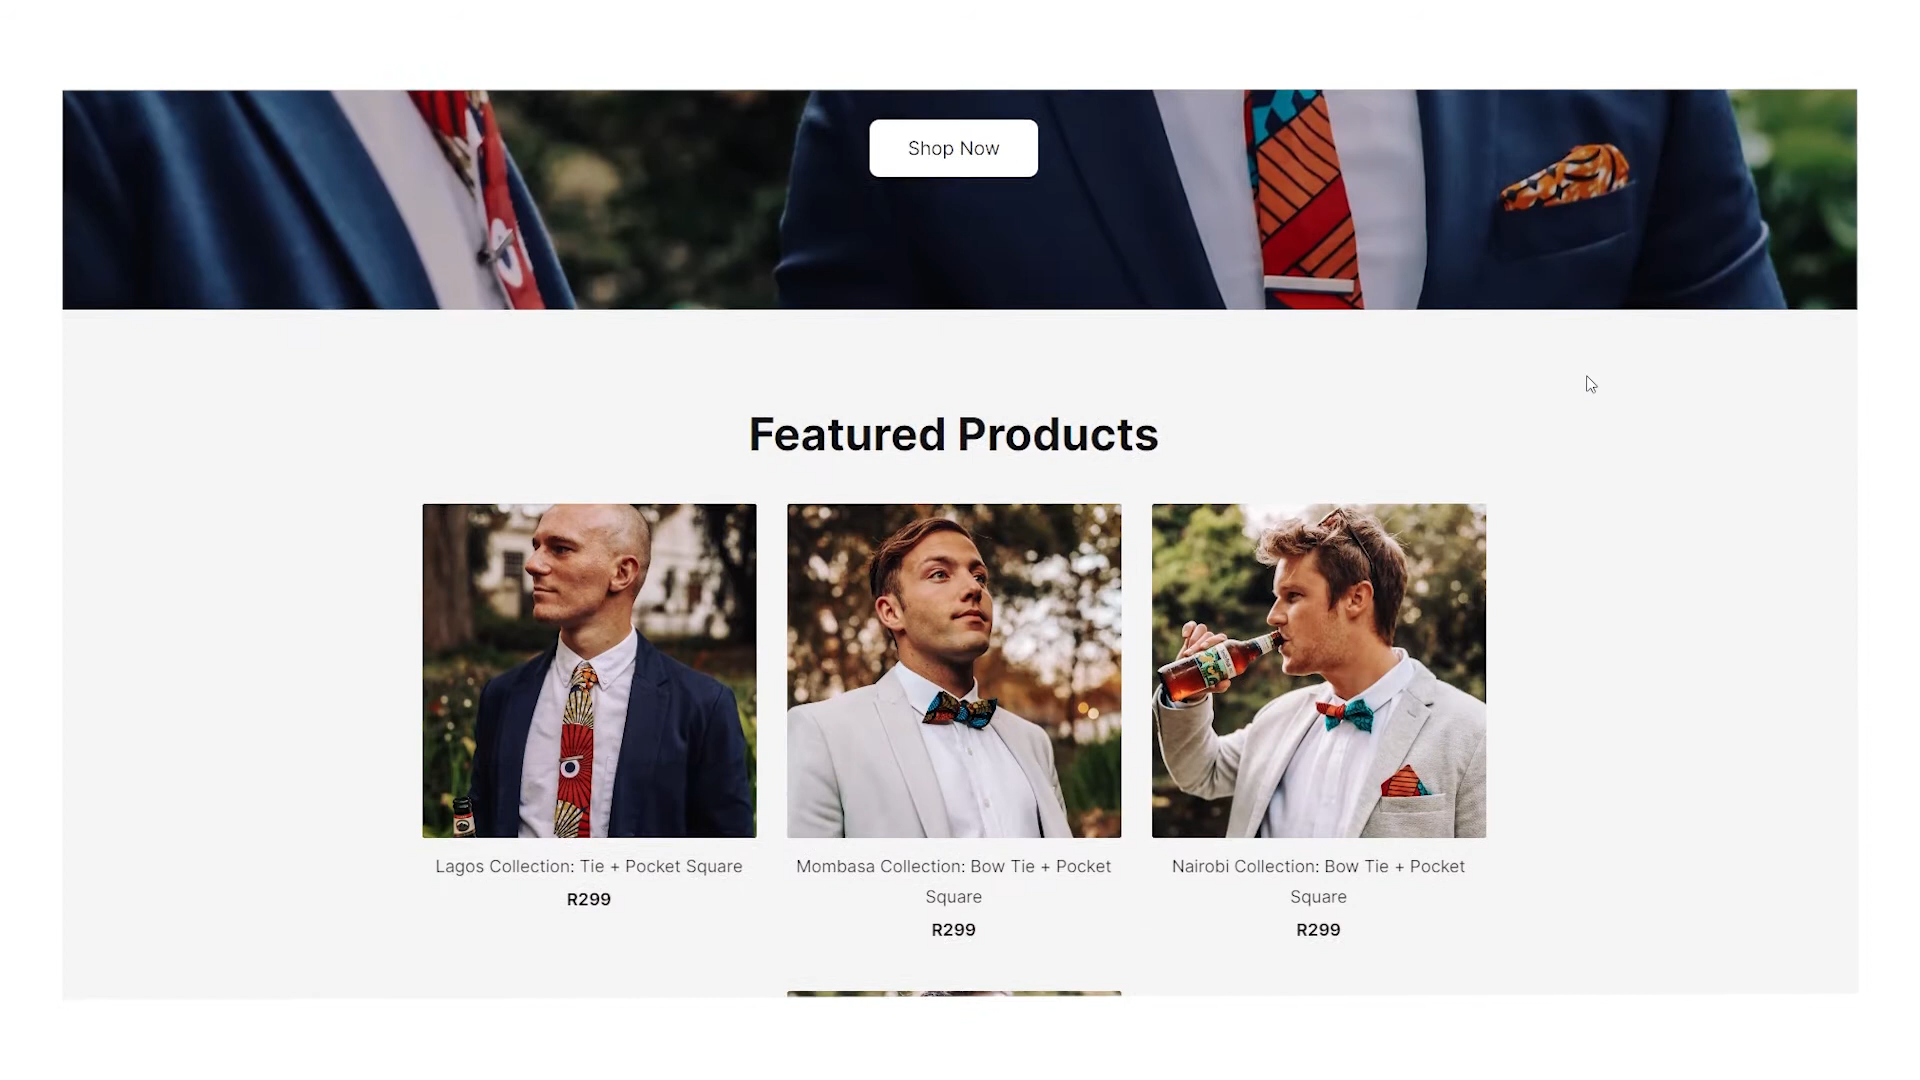 Shop Now
Featured Products
Lagos Collection: Tie + Pocket Square
R299
Mombasa Collection: Bow Tie + Pocket
Square
R299
Nairobi Collection: Bow Tie + Pocket
Square
R299